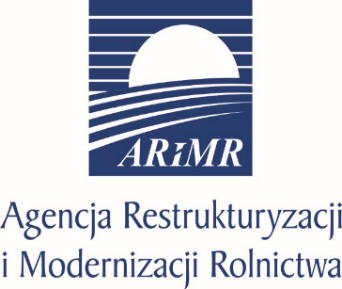 ARiMR
Agencja Restrukturyzacji
i Modernizacji Rolnictwa